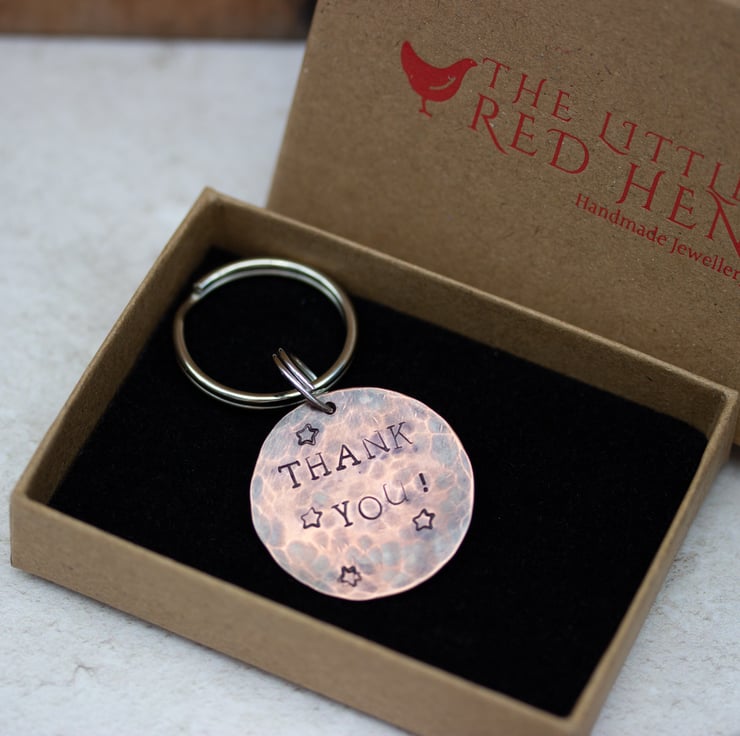 THE LITTL
RED HEN
Handmade Jeweller
THANK
YOU!